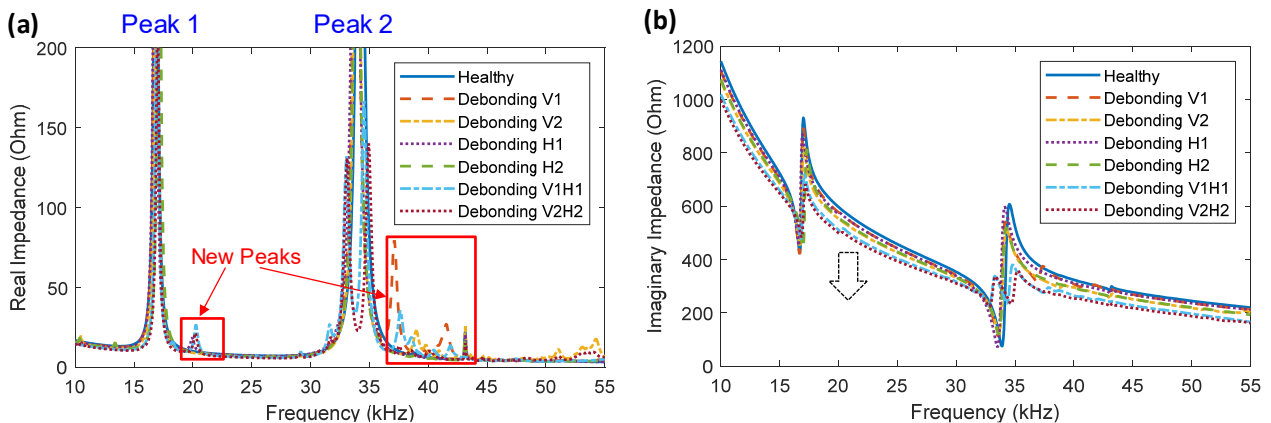 (a)
Peak 1
Peak 2
200
150
100
50
0
Real Impedance (Ohm)
Healthy
Debonding V1
Debonding V2
Debonding H1
Debonding H2
Debonding V1H1
Debonding V2H2
New Peaks
10 15 20 25 30 35 40 45 50 55
Frequency (kHz)
(b)
1200
1000
800
600
400
200
0
Imaginary Impedance (Ohm)
Healthy
Debonding V1
Debonding V2
Debonding H1
Debonding H2
Debonding V1H1
Debonding V2H2
10 15 20 25 30 35 40 45 50 55
Frequency (kHz)